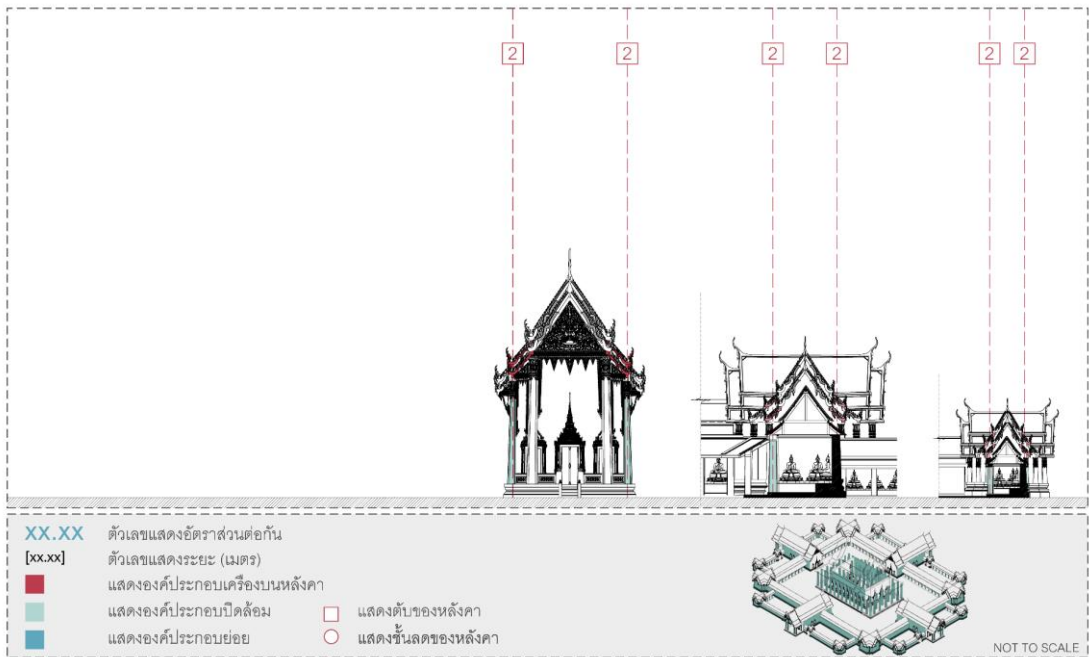 2 2 2 2 2 2
XX.XX ตัวเลขแสดงอัตราส่วนต่อกัน
[xx.xx] ตัวเลขแสดงระยะ (เมตร)
แสดงองค์ประกอบเครื่องบนหลังคา
แสดงองค์ประกอบปิดล้อม แสดงตับของหลังคา
แสดงองค์ประกอบย่อย แสดงชั้นลดของหลังคา
NOT TO SCALE